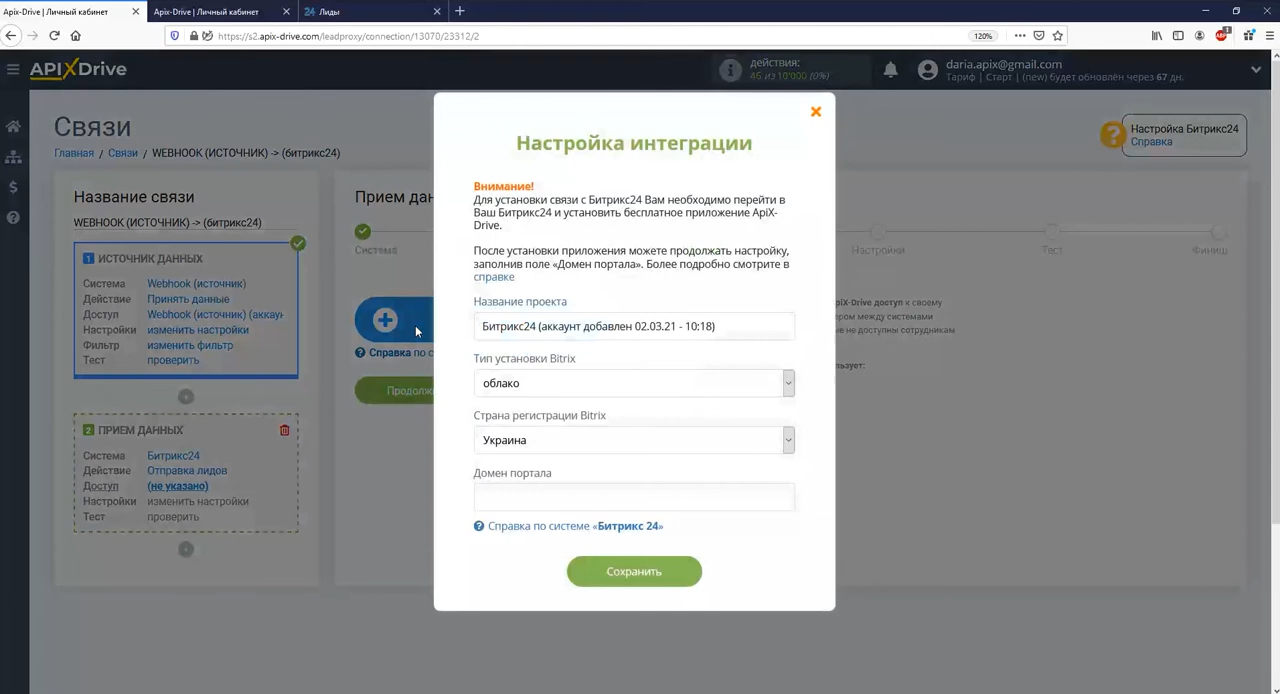 Apix-Drive | Личный кабинет
Apix-Drive | Личный кабинет
24 Лиды
https://s2.apix-drive.com/leadproxy/connection/13070/23312/2
120%
APIXDrive
действия:
46 из 10'000 (0%)
daria.apix@gmail.com
Тариф | Старт | (new) будет обновлён через 67 дн.
Связи
Главная / Связи / WEBHOOK (ИСТОЧНИК) -> (битрикс24)
Настройка Битрикс24
Справка
Название связи
WEBHOOK (ИСТОЧНИК) -> (битрикс24)
1 ИСТОЧНИК ДАННЫХ
Система Webhook (источник)
Действие Принять данные
Доступ Webhook (источник) (аккаун
Настройки изменить настройки
Фильтр изменить фильтр
Тест проверить
2 ПРИЕМ ДАННЫХ
Система Битрикс24
Действие Отправка лидов
Доступ (не указано)
Настройки изменить настройки
Тест проверить
Прием дан
Система
Справка по с
Продолж
Настройки
Тест
Финиш
piX-Drive доступ к своему
ром между системами
ые не доступны сотрудникам
льзует:
Настройка интеграции
Внимание!
Для установки связи с Битрикс24 Вам необходимо перейти в
Ваш Битрикс24 и установить бесплатное приложение ApiX-
Drive.
После установки приложения можете продолжать настройку,
заполнив поле «Домен портала». Более подробно смотрите в
справке
Название проекта
Битрикс24 (аккаунт добавлен 02.03.21 - 10:18)
Тип установки Bitrix
облако
Страна регистрации Bitrix
Украина
Домен портала
Справка по системе «Битрикс 24»
Сохранить